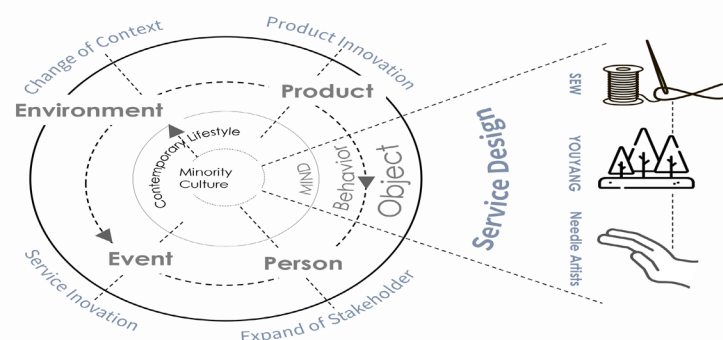 Change of Context
Product Innovation
Environment
Product
Contemporary Lifestyle
Minority
Culture
MIND
Behavior
Object
Event
Person
Service Inovation
Expand of Stakeholder
Service Design
SEW
YOUYANG
Needle Artists